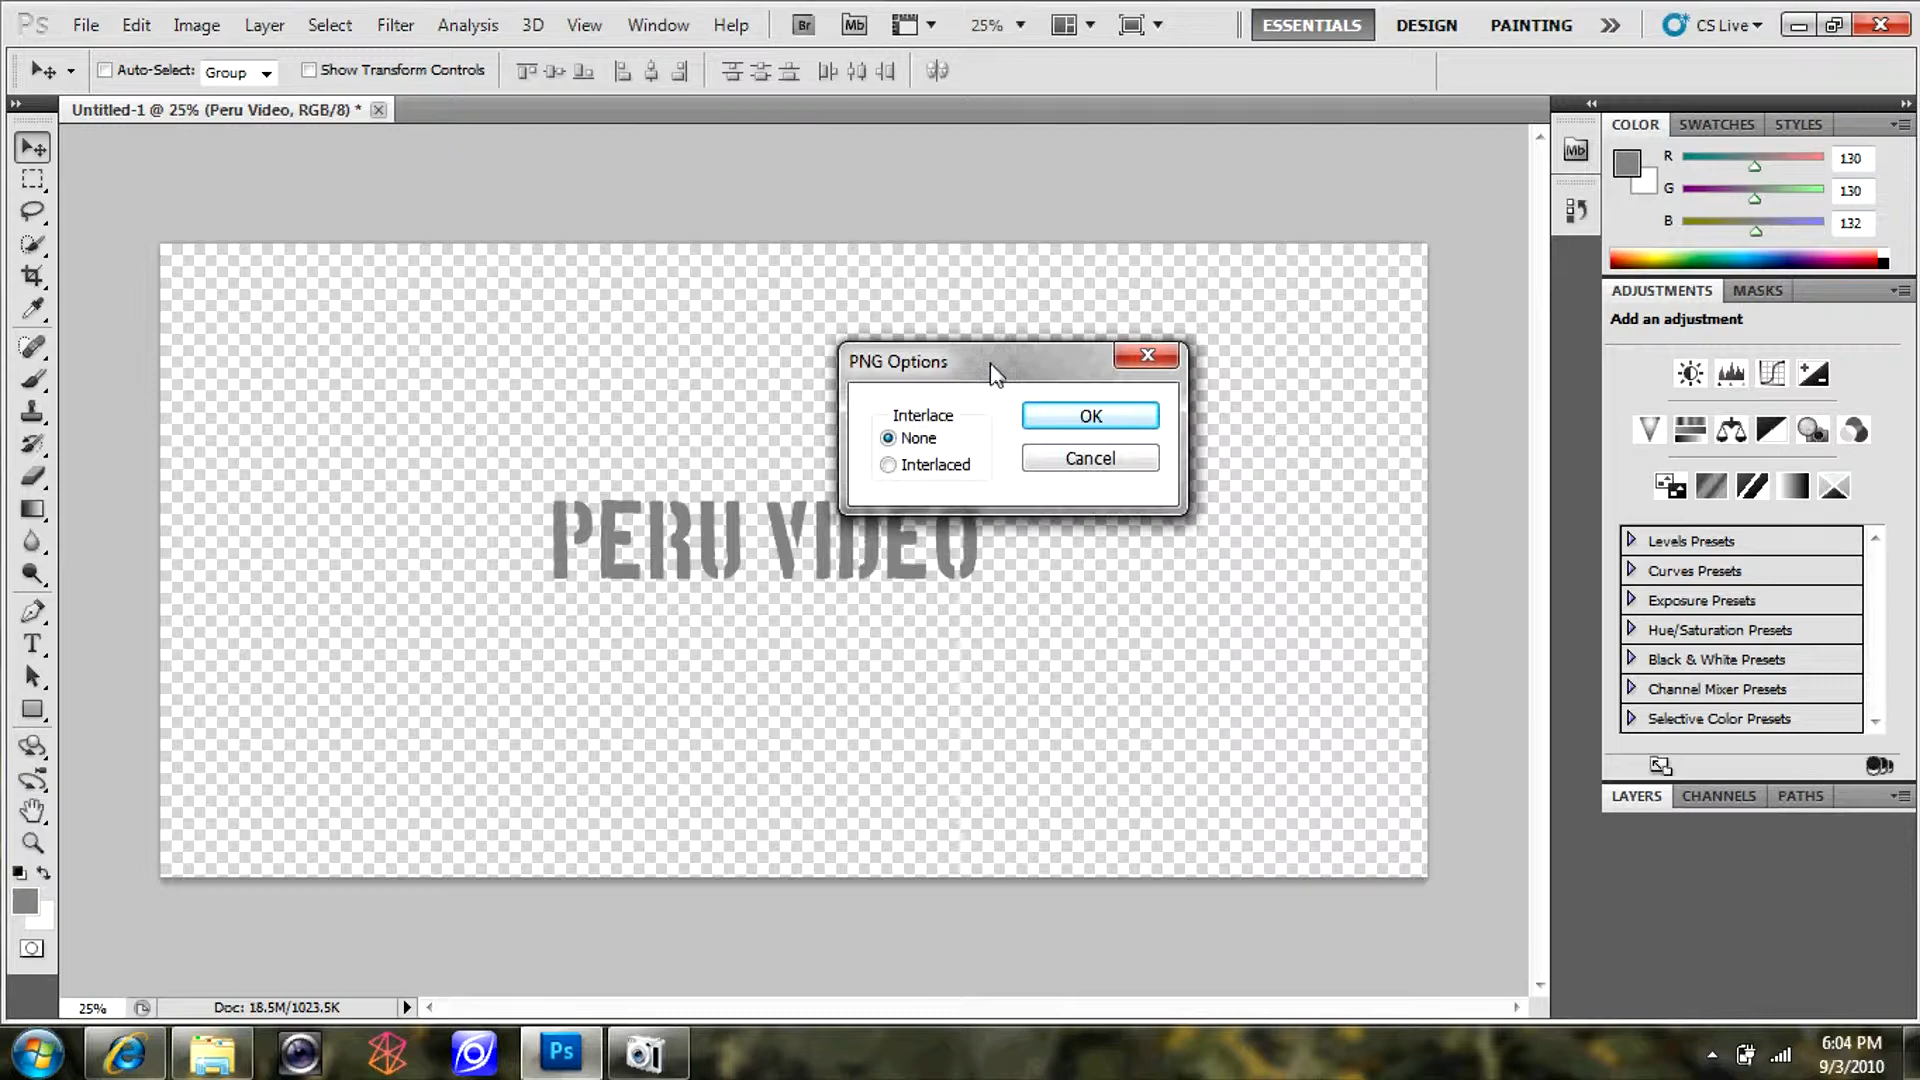 Ps File Edit Image Layer Select Filter Analysis 3D View Window Help Br Mb 25% ESSENTIALS DESIGN PAINTING CS Live
Auto-Select: Group Show Transform Controls
Untitled-1 @ 25% (Peru Video, RGB/8) *
COLOR SWATCHES STYLES
Mb
R 130
G 130
B 132
ADJUSTMENTS MASKS
Add an adjustment
PNG Options
Interlace
None
Interlaced
OK
Cancel
PERU VIDEO
Levels Presets
Curves Presets
Exposure Presets
Hue/Saturation Presets
Black & White Presets
Channel Mixer Presets
Selective Color Presets
LAYERS CHANNELS PATHS
T
25% Doc: 18.5M/1023.5K
Ps
6:04 PM
9/3/2010